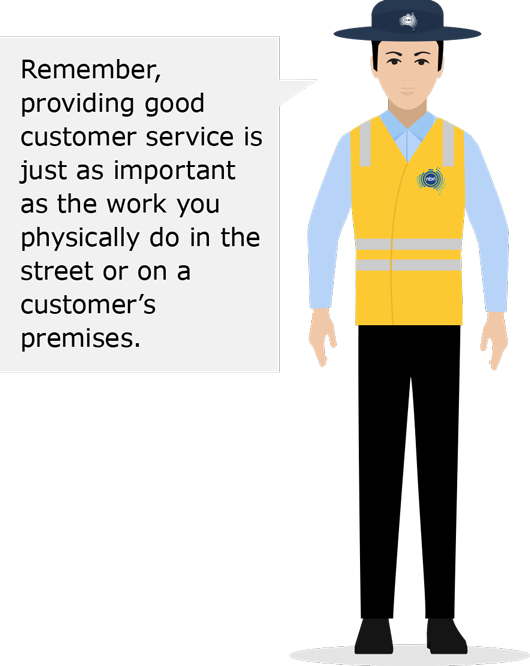 Remember,
providing good
customer service is
just as important
as the work you
physically do in the
street or on a
customer’s
premises.